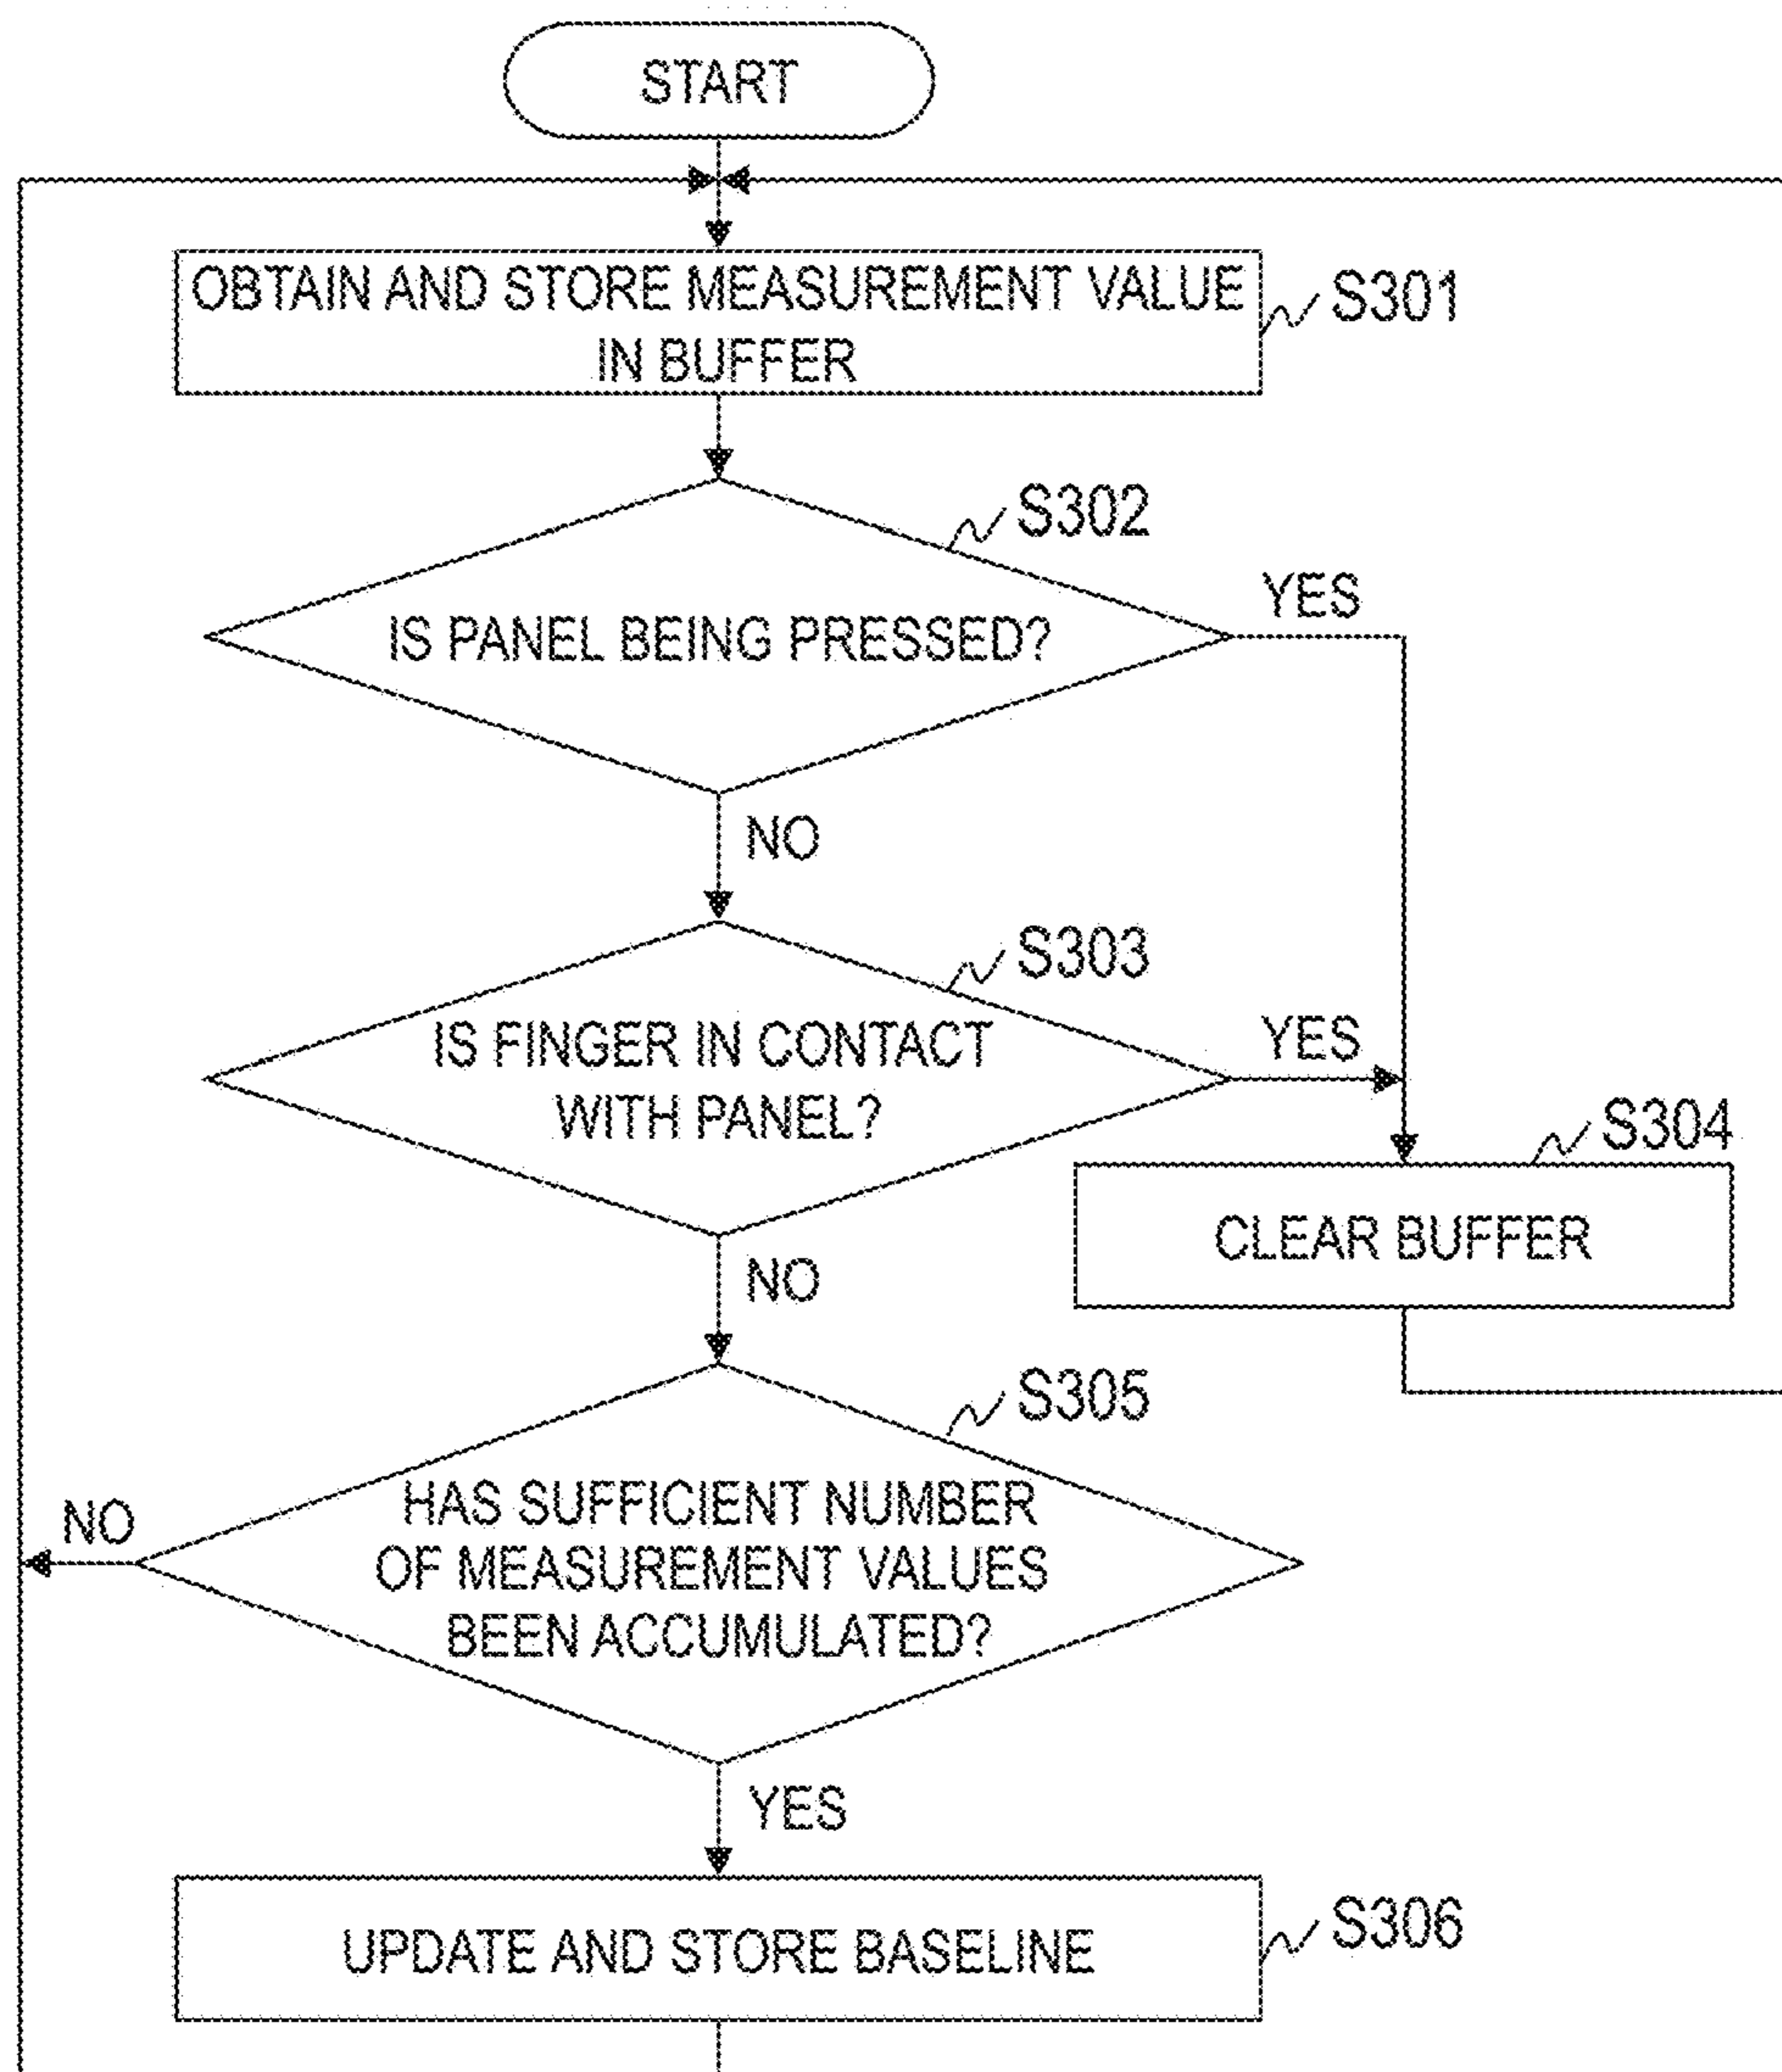 START
OBTAIN AND STORE MEASUREMENT VALUE
IN BUFFER
S301
S302
IS PANEL BEING PRESSED?
YES
NO
S303
IS FINGER IN CONTACT
WITH PANEL?
YES
S304
CLEAR BUFFER
NO
S305
HAS SUFFICIENT NUMBER
OF MEASUREMENT VALUES
BEEN ACCUMULATED?
NO
YES
UPDATE AND STORE BASELINE
S306